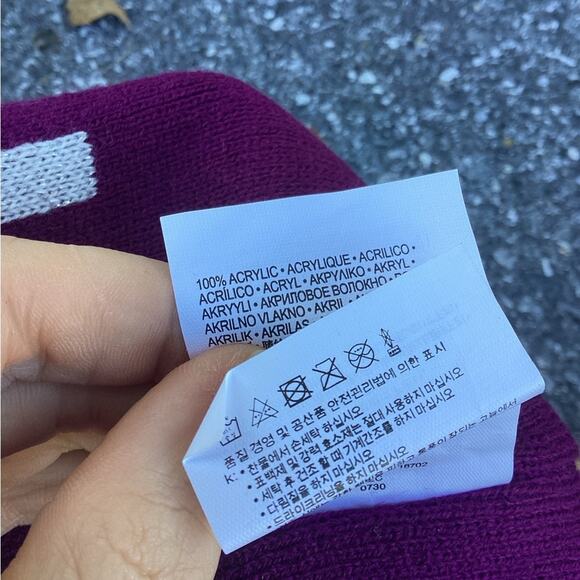 100% ACRYLIC • ACRYLIQUE • ACRILICO •
ACRÍLICO • ACRYL • ΑΚΡΥΛΙΚΟ • AKRYL •
AKRYYLI • АКРИЛОВОЕ ВОЛОКНО •
AKRILNO VLAKNO • AKRIL •
AKRILIK • AKRILAS
품질 경영 및 공산품 안전관리법에 의한 표시
K: • 찬물에서 손세탁 하십시오
• 표백제 및 강력 효소제는 절대 사용하지 마십시오
• 세탁 후 건조 할 때 기계건조를 하지 마십시오
• 다림질을 하지 마십시오
• 드라이크리닝을 하지 마십시오
0730